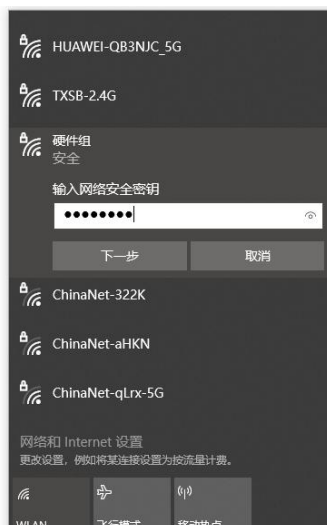 HUAWEI-QB3NJC_5G
TXSB-2.4G
硬件组
安全
输入网络安全密钥
●●●●●●●●
下一步
取消
ChinaNet-322K
ChinaNet-aHKN
ChinaNet-qLrx-5G
网络和 Internet 设置
更改设置，例如将某连接设置为按流量计费。
WLAN
飞行模式
移动热点